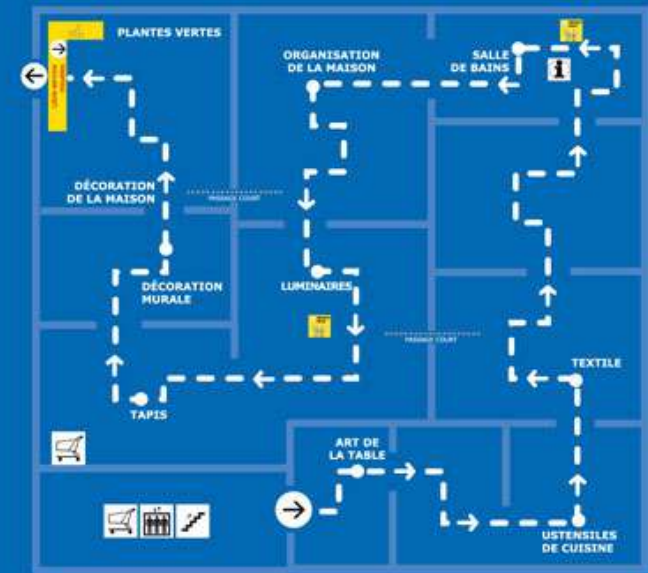 PLANTES VERTES
ORGANISATION
DE LA MAISON
SALLE
DE BAINS
i
DÉCORATION
DE LA MAISON
PASSAGE COURT
DÉCORATION
MURALE
LUMINAIRES
PASSAGE COURT
TEXTILE
TAPIS
ART DE
LA TABLE
USTENSILES
DE CUISINE